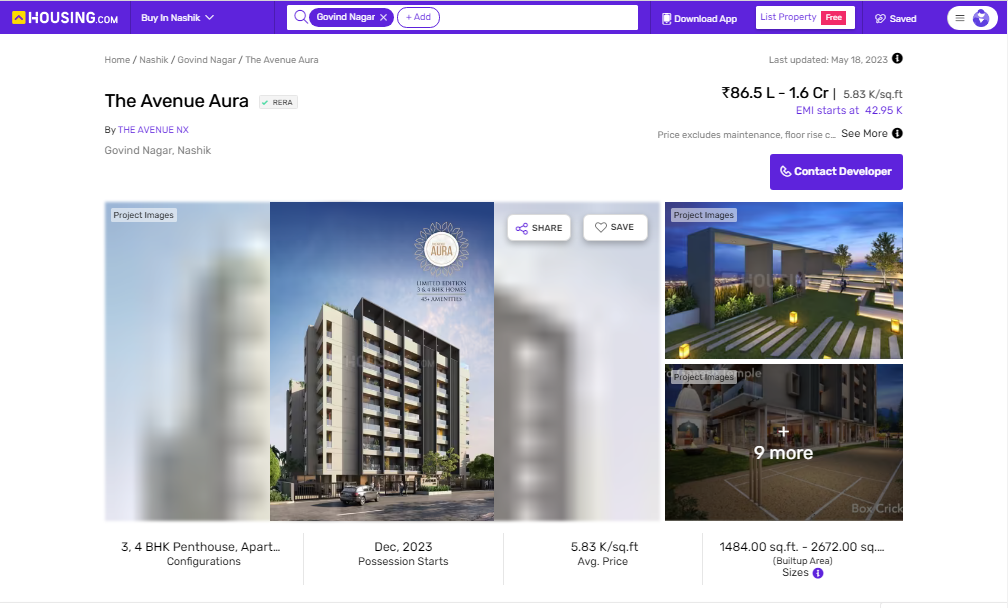 HOUSING.COM
Buy In Nashik
Govind Nagar ×
+ Add
Download App
List Property Free
Saved
Home / Nashik / Govind Nagar / The Avenue Aura
Last updated: May 18, 2023
The Avenue Aura
RERA
₹86.5 L - 1.6 Cr | 5.83 K/sq.ft
EMI starts at 42.95 K
By THE AVENUE NX
Price excludes maintenance, floor rise c... See More
Govind Nagar, Nashik
Contact Developer
Project Images
AURA
LIMITED EDITION
3 & 4 BHK HOMES
45+ AMENITIES
SHARE
SAVE
Project Images
HOUSING
Project Images
+
9 more
Box Crick
3, 4 BHK Penthouse, Apart...
Configurations
Dec, 2023
Possession Starts
5.83 K/sq.ft
Avg. Price
1484.00 sq.ft. - 2672.00 sq....
(Builtup Area)
Sizes